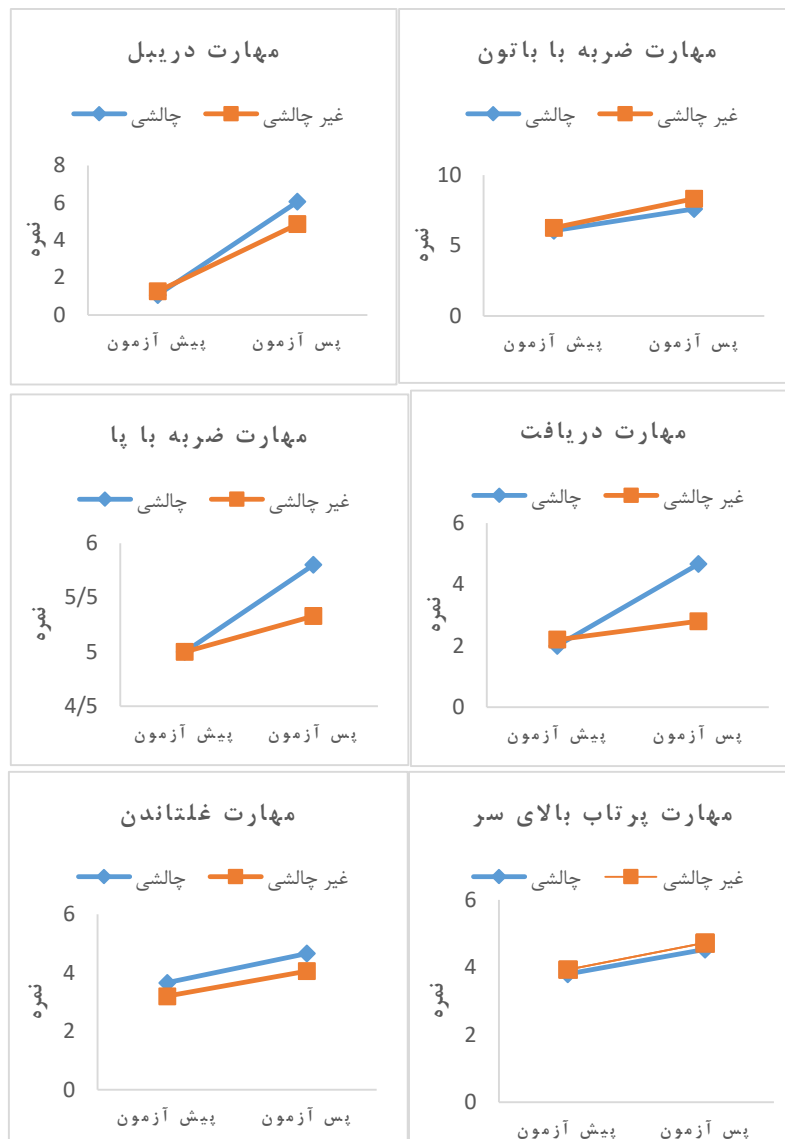 مهارت ضربه با باتون
چالشی
غیر چالشی
10
5
0
نمره
پیش آزمون
پس آزمون
مهارت دریبل
چالشی
غیر چالشی
8
6
4
2
0
نمره
پیش آزمون
پس آزمون
مهارت دریافت
چالشی
غیر چالشی
6
4
2
0
نمره
پیش آزمون
پس آزمون
مهارت ضربه با پا
چالشی
غیر چالشی
6
5/5
5
4/5
نمره
پیش آزمون
پس آزمون
مهارت پرتاب بالای سر
چالشی
غیر چالشی
6
4
2
0
نمره
پیش آزمون
پس آزمون
مهارت غلتاندن
چالشی
غیر چالشی
6
4
2
0
نمره
پیش آزمون
پس آزمون